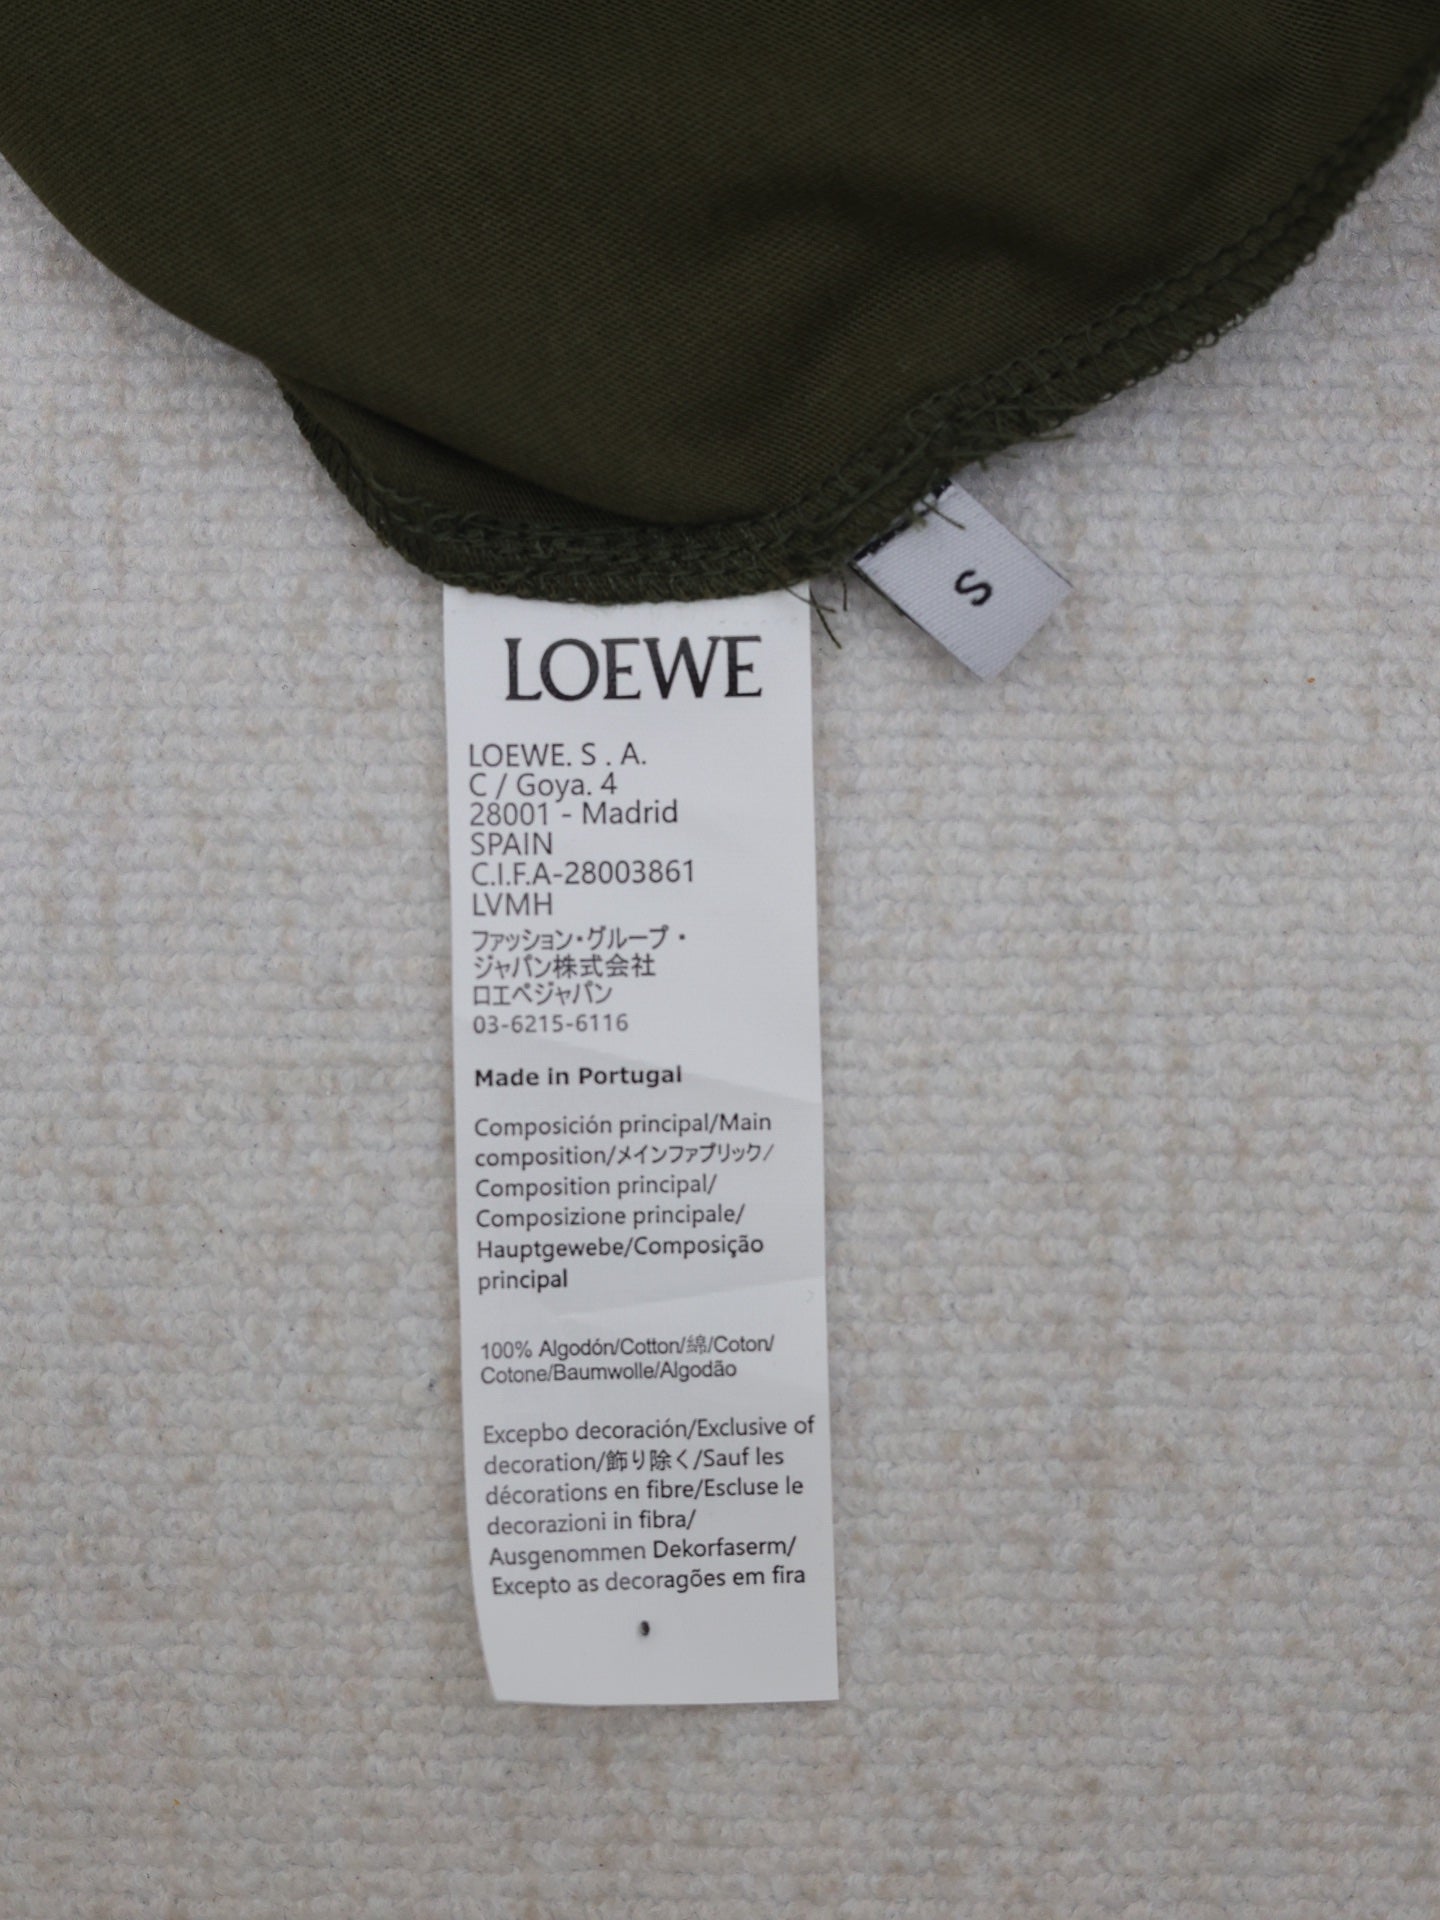 S
LOEWE
LOEWE. S . A.
C / Goya. 4
28001 - Madrid
SPAIN
C.I.F.A-28003861
LVMH
ファッション・グループ・
ジャパン株式会社
ロエペジャパン
03-6215-6116
Made in Portugal
Composición principal/Main
composition/メインファブリック/
Composition principal/
Composizione principale/
Hauptgewebe/Composição
principal
100% Algodón/Cotton/綿/Coton/
Cotone/Baumwolle/Algodão
Excepbo decoración/Exclusive of
decoration/飾り除く/Sauf les
décorations en fibre/Escluse le
decorazioni in fibra/
Ausgenommen Dekorfaserm/
Excepto as decoragões em fira